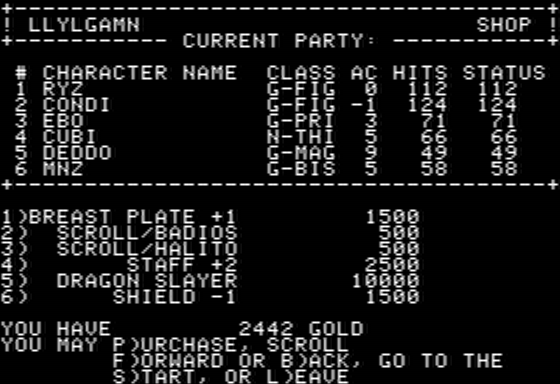 ! LLYLGAMN SHOP !
+----------- CURRENT PARTY: -----------+
# CHARACTER NAME CLASS AC HITS STATUS
1 RYZ G-FIG 0 112 112
2 CONDI G-FIG -1 124 124
3 EBO G-PRI 3 71 71
4 CUBI N-THI 5 66 66
5 DEDDO G-MAG 9 49 49
6 MNZ G-BIS 5 58 58
+--------------------------------------+
1)BREAST PLATE +1 1500
2) SCROLL/BADIOS 500
3) SCROLL/HALITO 500
4) STAFF +2 2500
5) DRAGON SLAYER 10000
6) SHIELD -1 1500
YOU HAVE 2442 GOLD
YOU MAY P)URCHASE, SCROLL
F)ORWARD OR B)ACK, GO TO THE
S)TART, OR L)EAVE